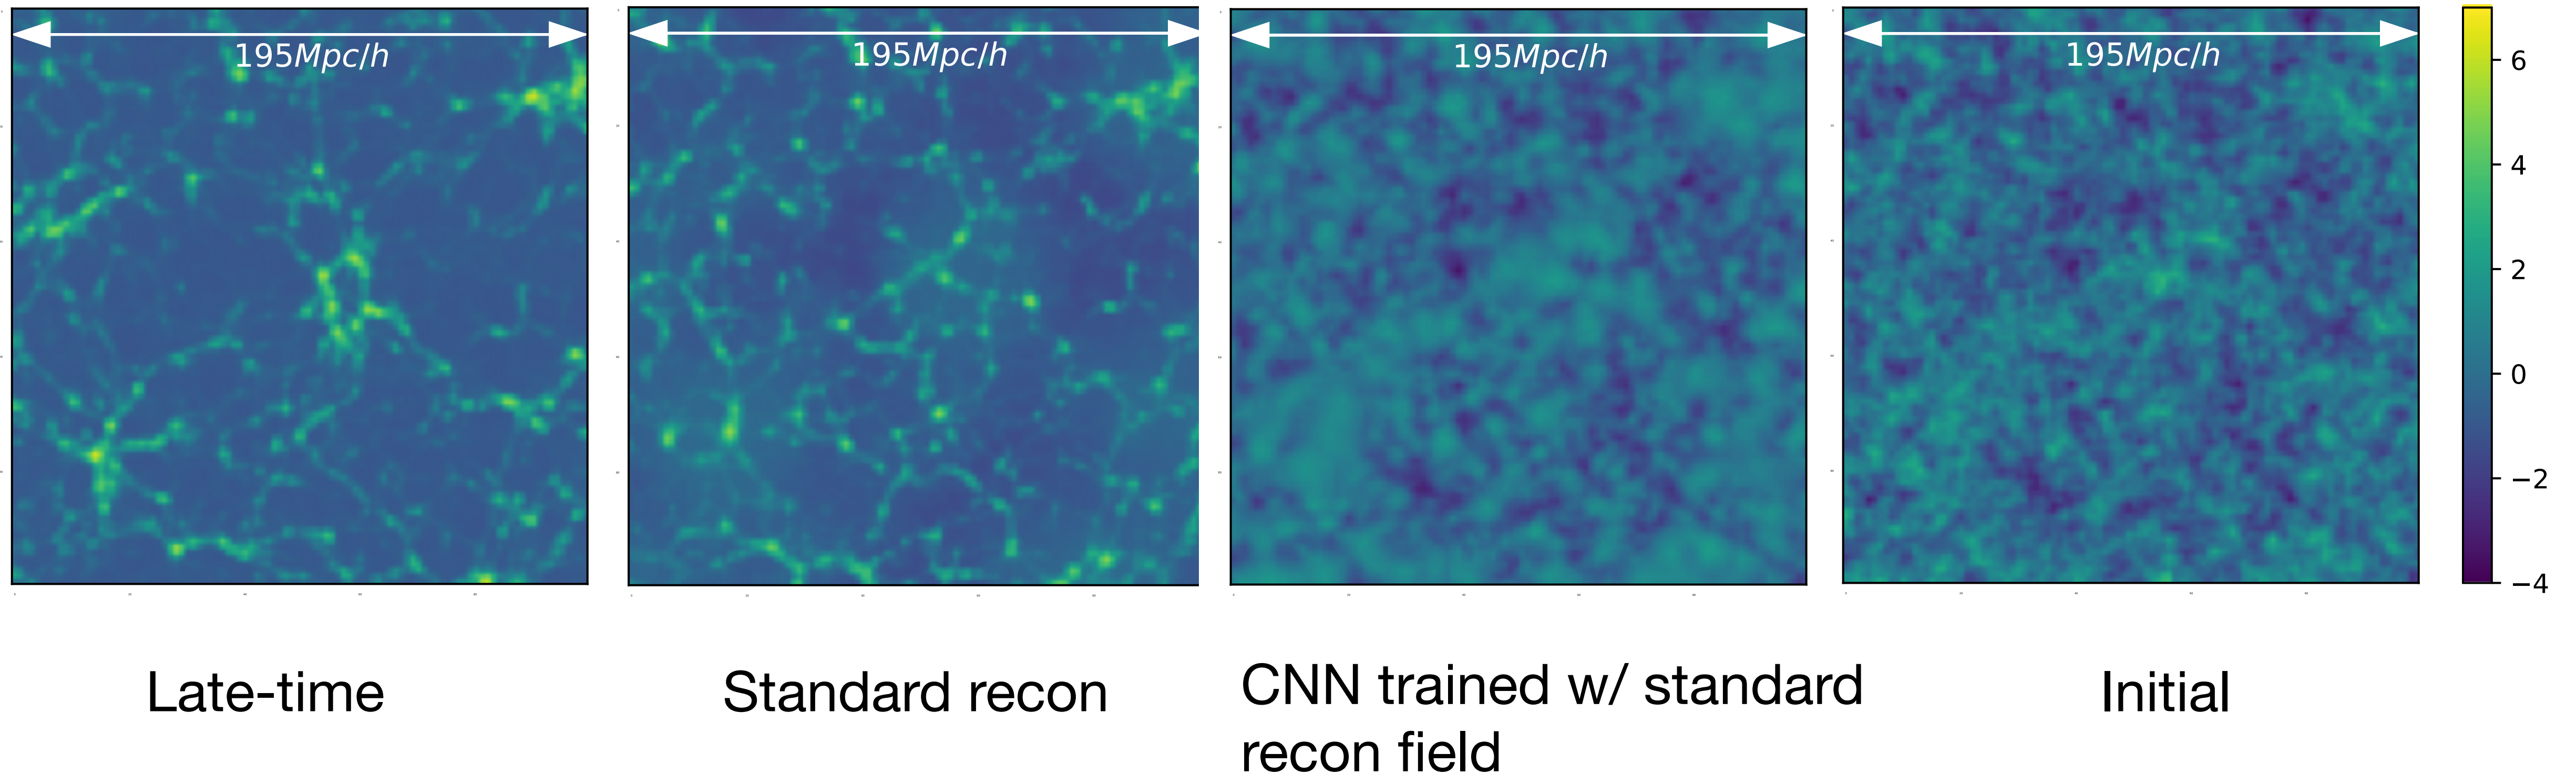 195Mpc/h
195Mpc/h
195Mpc/h
195Mpc/h
6
4
2
0
−2
−4
Late-time
Standard recon
CNN trained w/ standard
recon field
Initial